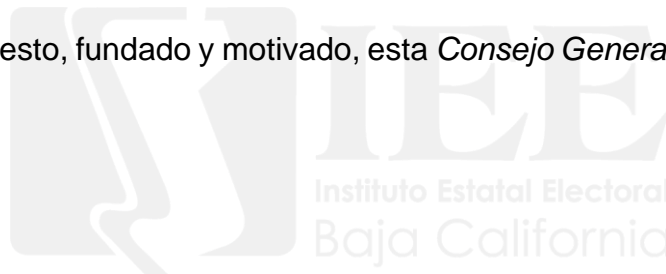 esto, fundado y motivado, esta Consejo Genera
IEE
Instituto Estatal Electoral
Baja California